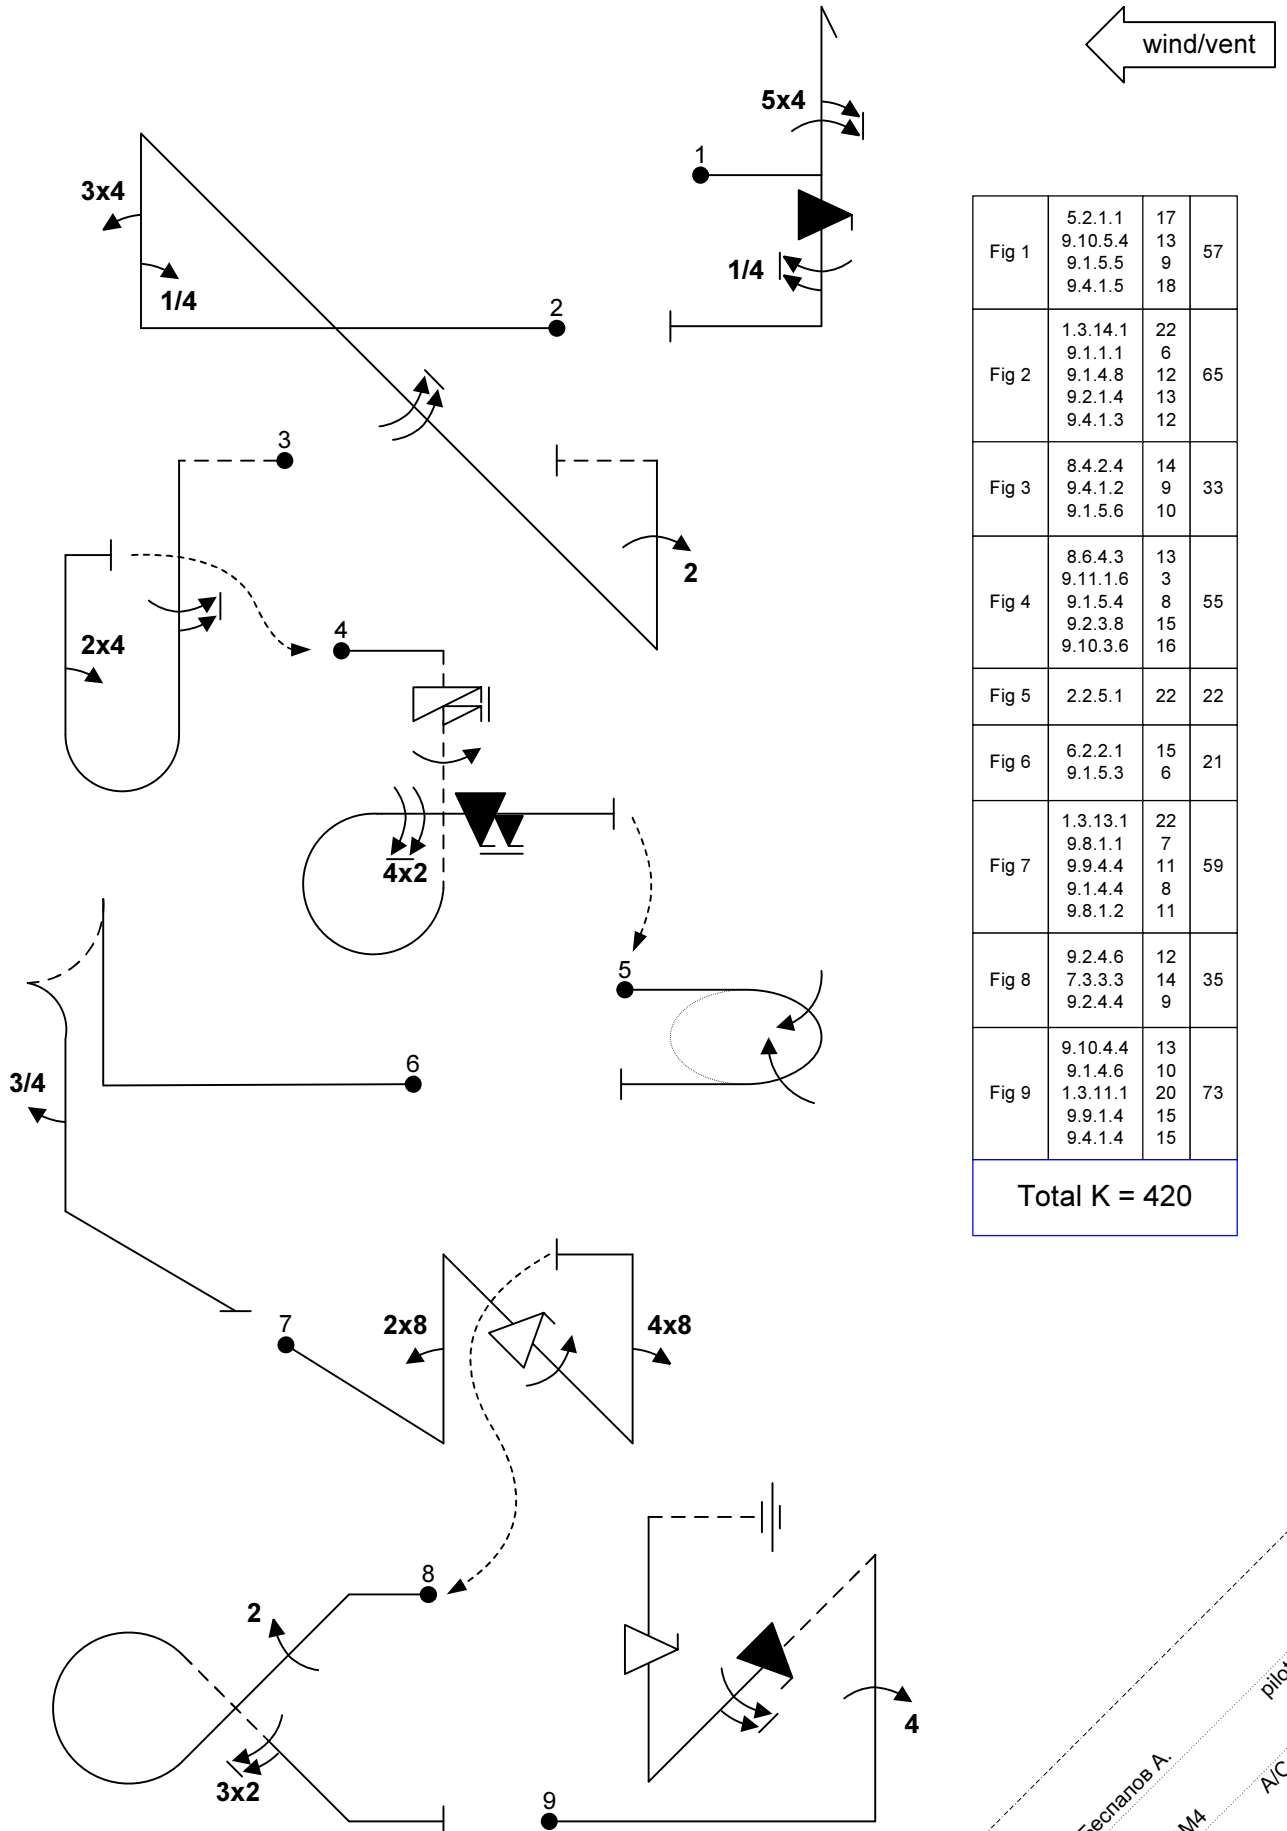 wind/vent
5x4
1
3x4
1/4
1/4
2
3
2
2x4
4
4x2
5
6
3/4
7
2x8
4x8
8
2
3x2
4
9
Fig 1
5.2.1.1 17
9.10.5.4 13
9.1.5.5 9
9.4.1.5 18
57
Fig 2
1.3.14.1 22
9.1.1.1 6
9.1.4.8 12
9.2.1.4 13
9.4.1.3 12
65
Fig 3
8.4.2.4 14
9.4.1.2 9
9.1.5.6 10
33
Fig 4
8.6.4.3 13
9.11.1.6 3
9.1.5.4 8
9.2.3.8 15
9.10.3.6 16
55
Fig 5
2.2.5.1 22
22
Fig 6
6.2.2.1 15
9.1.5.3 6
21
Fig 7
1.3.13.1 22
9.8.1.1 7
9.9.4.4 11
9.1.4.4 8
9.8.1.2 11
59
Fig 8
9.2.4.6 12
7.3.3.3 14
9.2.4.4 9
35
Fig 9
9.10.4.4 13
9.1.4.6 10
1.3.11.1 20
9.9.1.4 15
9.4.1.4 15
73
Total K = 420
Беспалов А.
M4
A/C